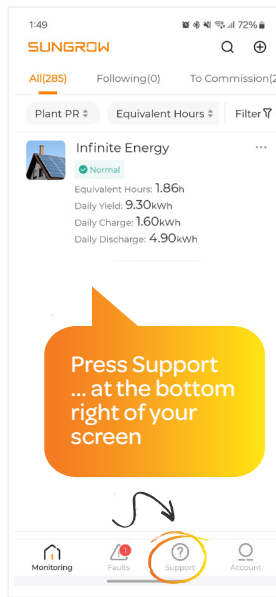 1:49
72%
SUNGROW
All(285) Following(0) To Commission(2
Plant PR Equivalent Hours Filter
Infinite Energy
Normal
Equivalent Hours: 1.86h
Daily Yield: 9.30kWh
Daily Charge: 1.60kWh
Daily Discharge: 4.90kWh
Press Support
... at the bottom
right of your
screen
1
?
Monitoring Faults Support Account